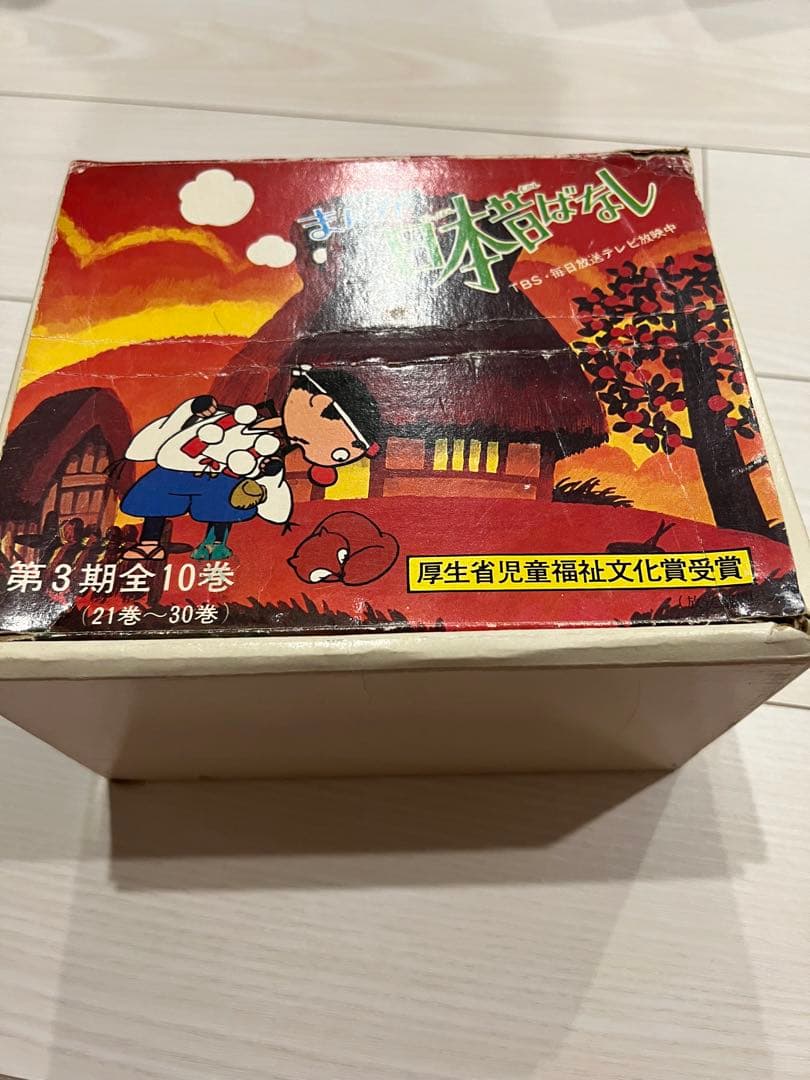 まんが
日本昔ばなし
TBS・毎日放送テレビ放映中
第3期全10巻
(21巻〜30巻)
厚生省児童福祉文化賞受賞